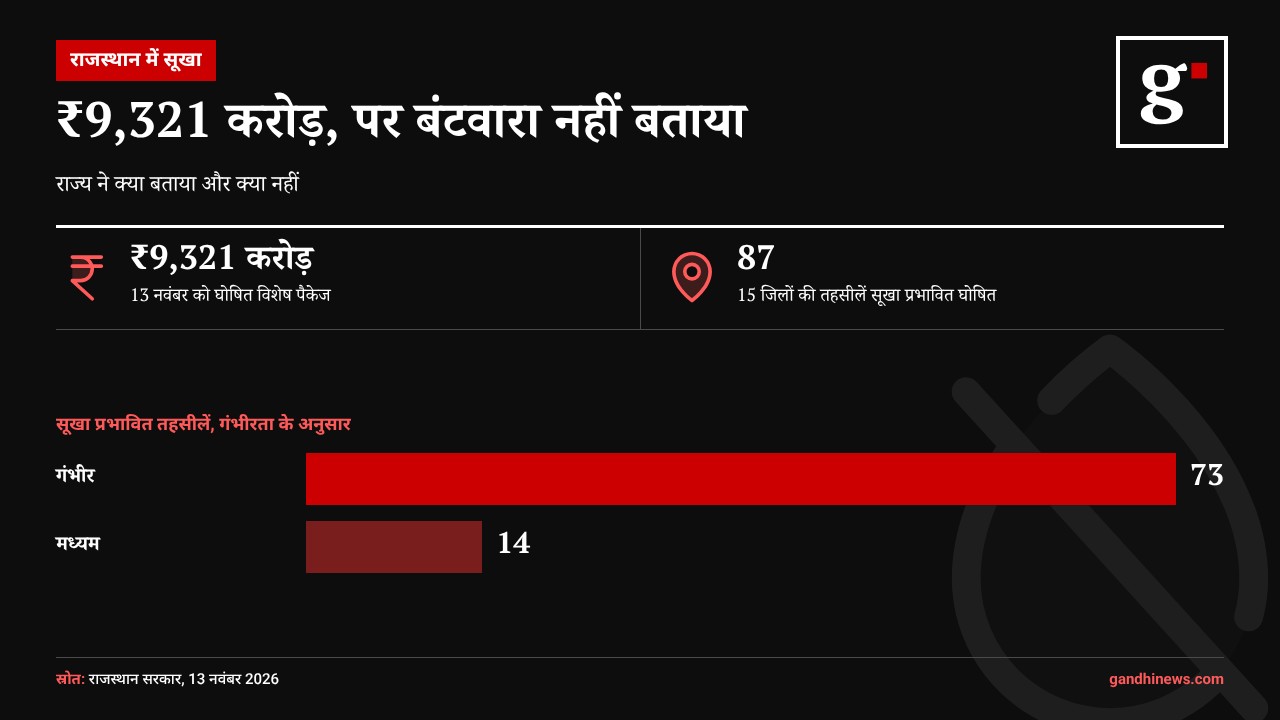 राजस्थान में सूखा
g
₹9,321 करोड़, पर बंटवारा नहीं बताया
राज्य ने क्या बताया और क्या नहीं
₹9,321 करोड़
13 नवंबर को घोषित विशेष पैकेज
87
15 जिलों की तहसीलें सूखा प्रभावित घोषित
सूखा प्रभावित तहसीलें, गंभीरता के अनुसार
गंभीर 73
मध्यम 14
स्रोत: राजस्थान सरकार, 13 नवंबर 2026
gandhinews.com